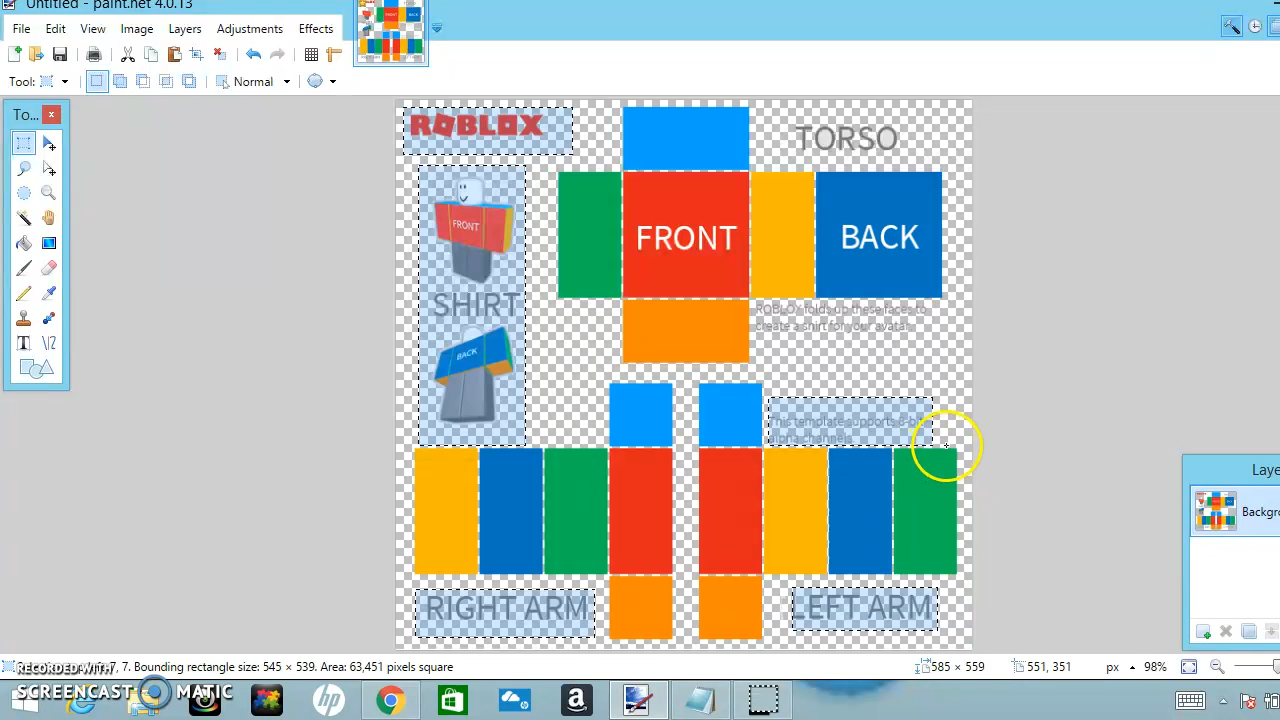 Untitled - paint.net 4.0.13
File Edit View Image Layers Adjustments Effects
Tool: Normal
To...
ROBLOX
TORSO
FRONT
FRONT
BACK
SHIRT
ROBLOX folds up these faces to
create a shirt for your avatar.
BACK
This template supports 8-bit
alpha channels
Laye
Backgro
RIGHT ARM
LEFT ARM
7, 7. Bounding rectangle size: 545 × 539. Area: 63,451 pixels square
585 × 559
551, 351
px
98%
RECORDED WITH
SCREENCAST MATIC
hp
a